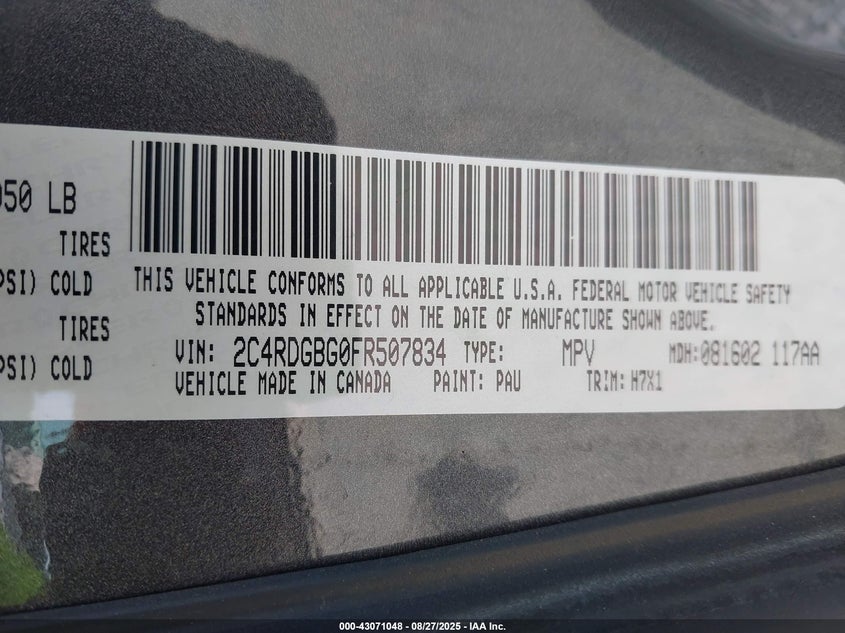 050 LB
TIRES
PSI) COLD
TIRES
PSI) COLD
THIS VEHICLE CONFORMS TO ALL APPLICABLE U.S.A. FEDERAL MOTOR VEHICLE SAFETY
STANDARDS IN EFFECT ON THE DATE OF MANUFACTURE SHOWN ABOVE.
VIN: 2C4RDGBG0FR507834 TYPE: MPV MDH:081602 117AA
VEHICLE MADE IN CANADA PAINT: PAU TRIM: H7X1
000-43071048 - 08/27/2025 - IAA Inc.